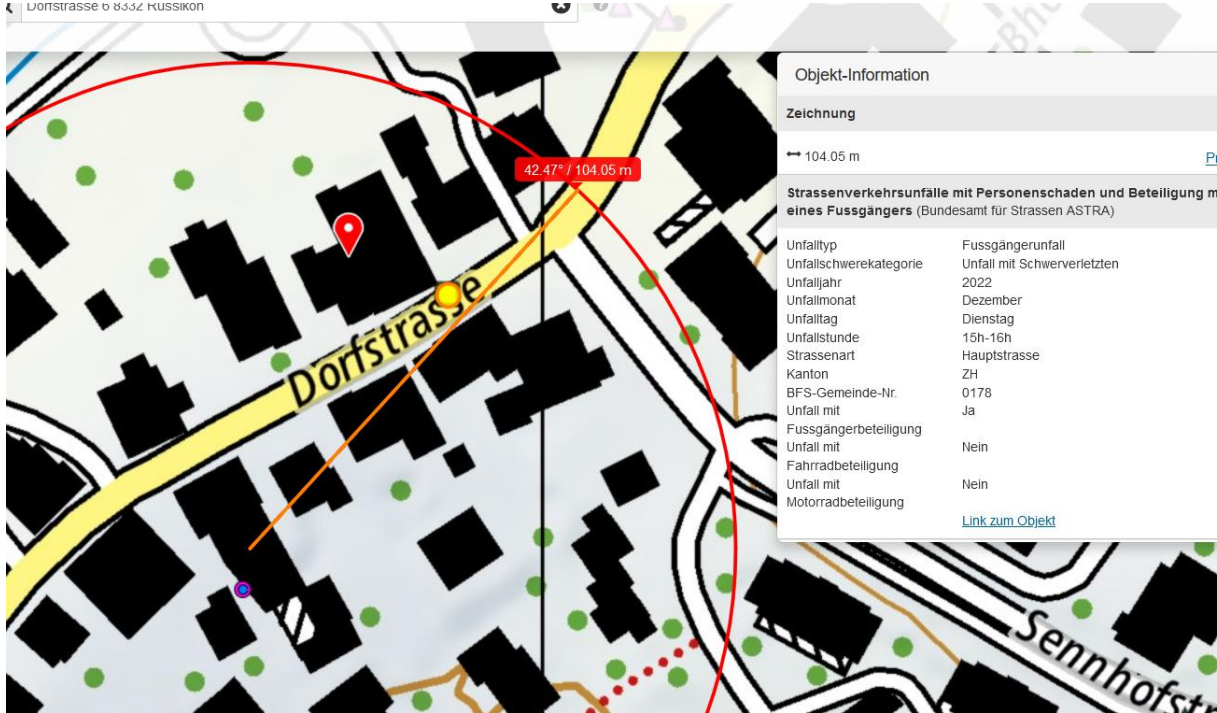 Dorfstrasse 6 8332 Russikon
42.47° / 104.05 m
Dorfstrasse
Sennhofstr
Objekt-Information
Zeichnung
104.05 m
Strassenverkehrsunfälle mit Personenschaden und Beteiligung
eines Fussgängers (Bundesamt für Strassen ASTRA)
Unfalltyp Fussgängerunfall
Unfallschwerekategorie Unfall mit Schwerverletzten
Unfalljahr 2022
Unfallmonat Dezember
Unfalltag Dienstag
Unfallstunde 15h-16h
Strassenart Hauptstrasse
Kanton ZH
BFS-Gemeinde-Nr. 0178
Unfall mit Ja
Fussgängerbeteiligung
Unfall mit Nein
Fahrradbeteiligung
Unfall mit Nein
Motorradbeteiligung
Link zum Objekt